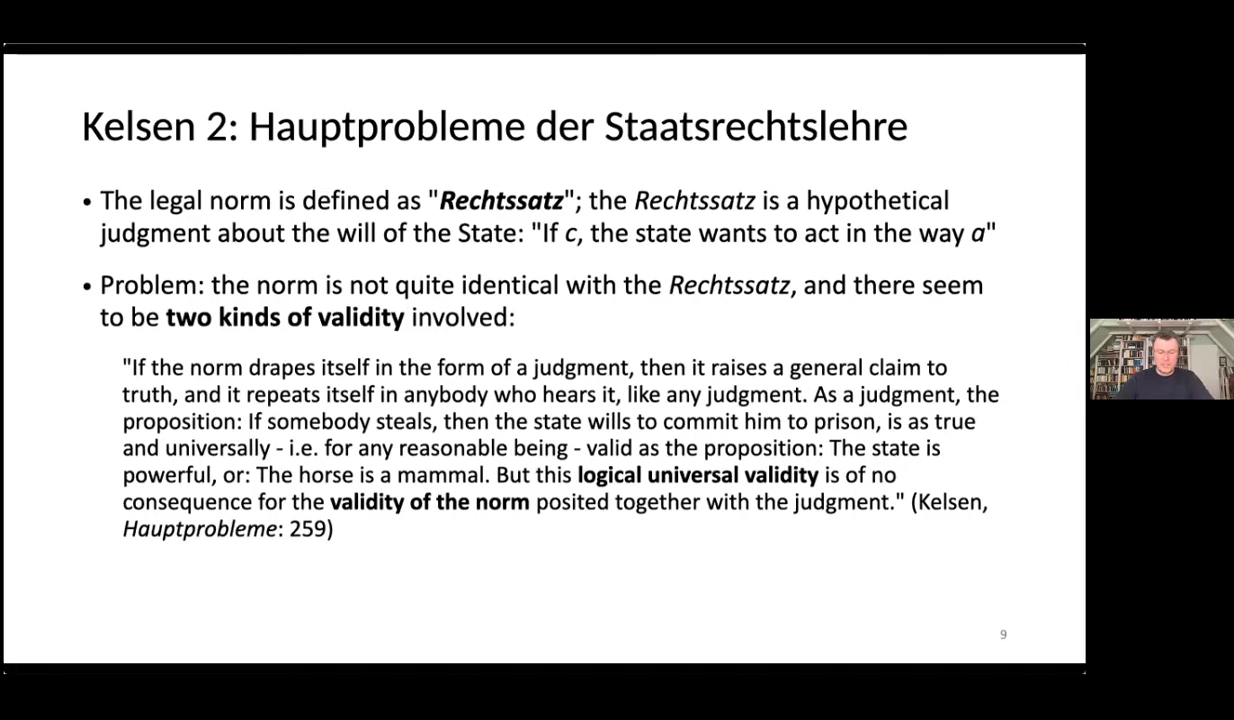 Kelsen 2: Hauptprobleme der Staatsrechtslehre
• The legal norm is defined as "Rechtssatz"; the Rechtssatz is a hypothetical
judgment about the will of the State: "If c, the state wants to act in the way a"
• Problem: the norm is not quite identical with the Rechtssatz, and there seem
to be two kinds of validity involved:
"If the norm drapes itself in the form of a judgment, then it raises a general claim to
truth, and it repeats itself in anybody who hears it, like any judgment. As a judgment, the
proposition: If somebody steals, then the state wills to commit him to prison, is as true
and universally - i.e. for any reasonable being - valid as the proposition: The state is
powerful, or: The horse is a mammal. But this logical universal validity is of no
consequence for the validity of the norm posited together with the judgment." (Kelsen,
Hauptprobleme: 259)
9